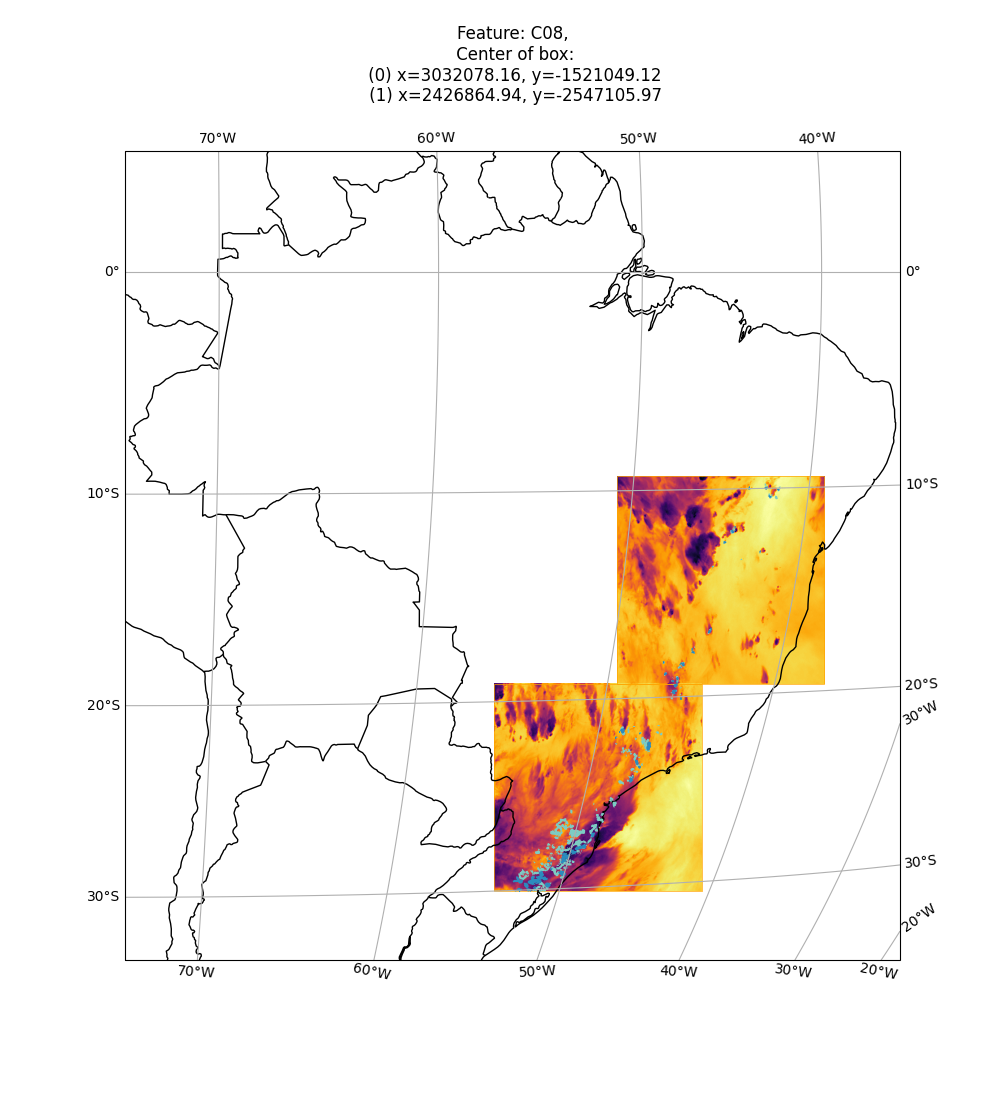 Feature: C08,
Center of box:
(0) x=3032078.16, y=-1521049.12
(1) x=2426864.94, y=-2547105.97
70°W 60°W 50°W 40°W
0° 0°
10°S 10°S
20°S 20°S
30°W
30°S 30°S
20°W
70°W 60°W 50°W 40°W 30°W 20°W